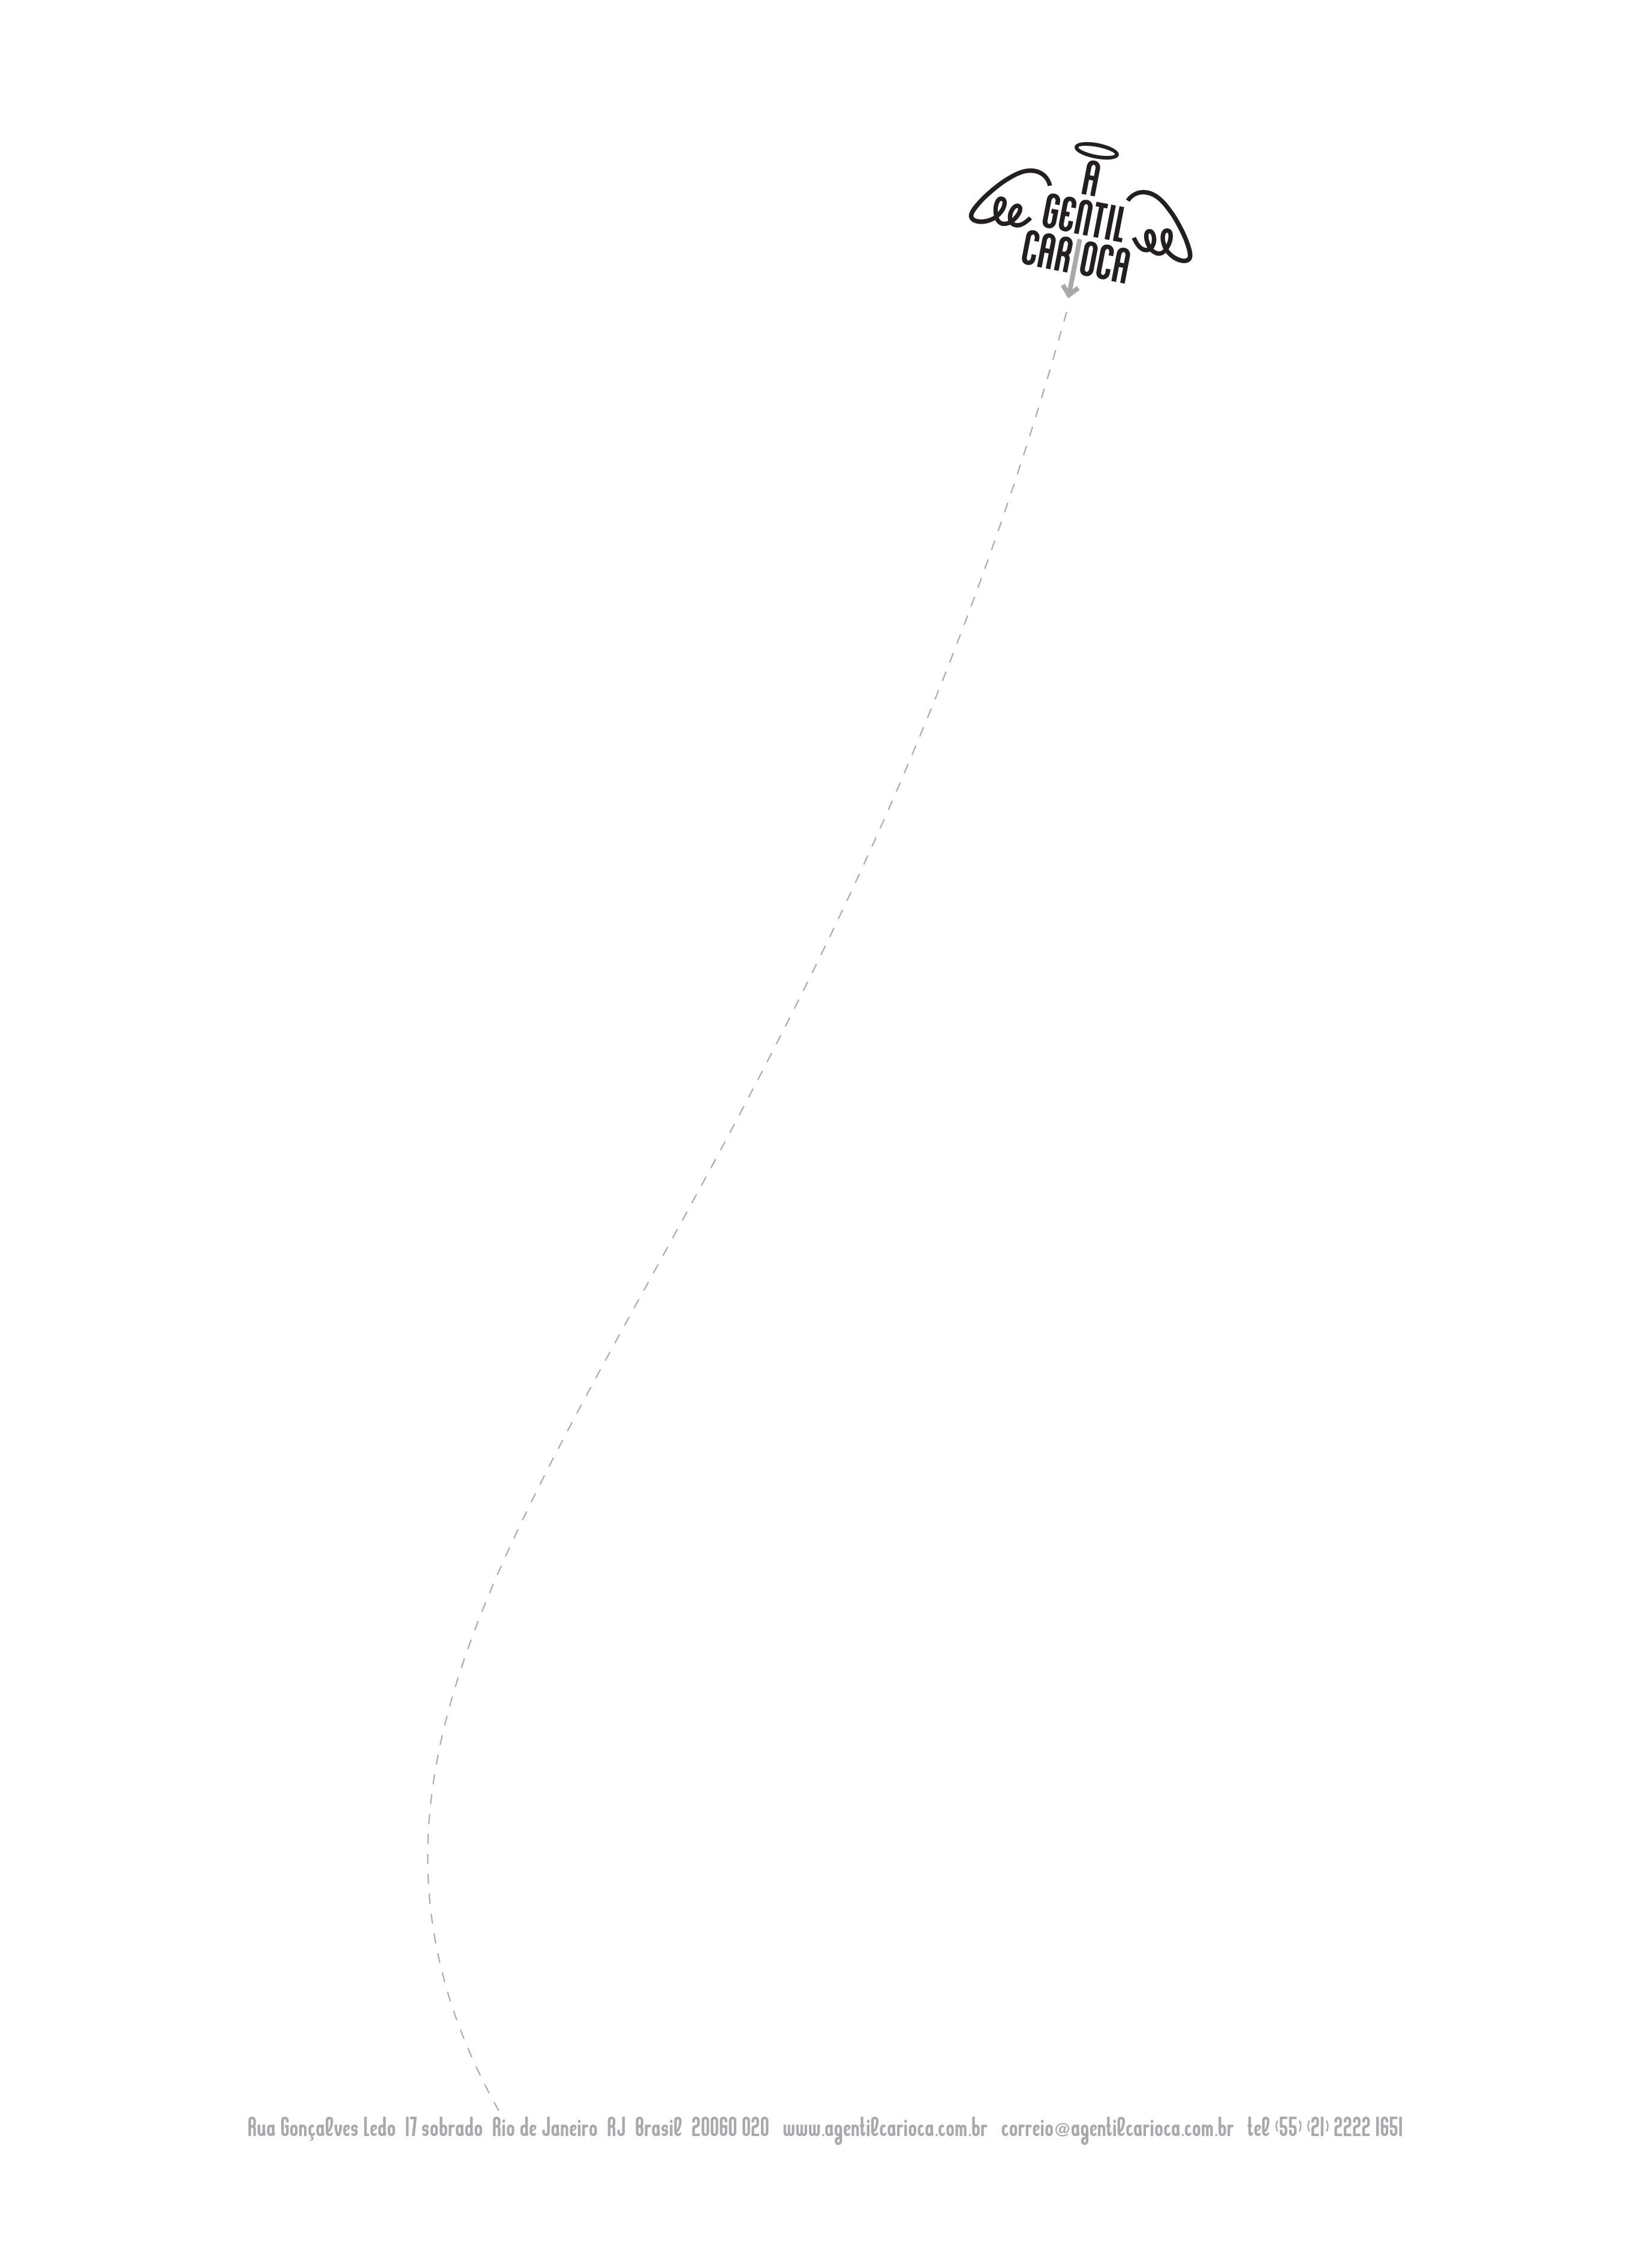 A
GENTIL
CARIOCA
Rua Gonçalves Ledo 17 sobrado Rio de Janeiro RJ Brasil 20060 020 www.agentilcarioca.com.br correio@agentilcarioca.com.br tel (55) (21) 2222 1651